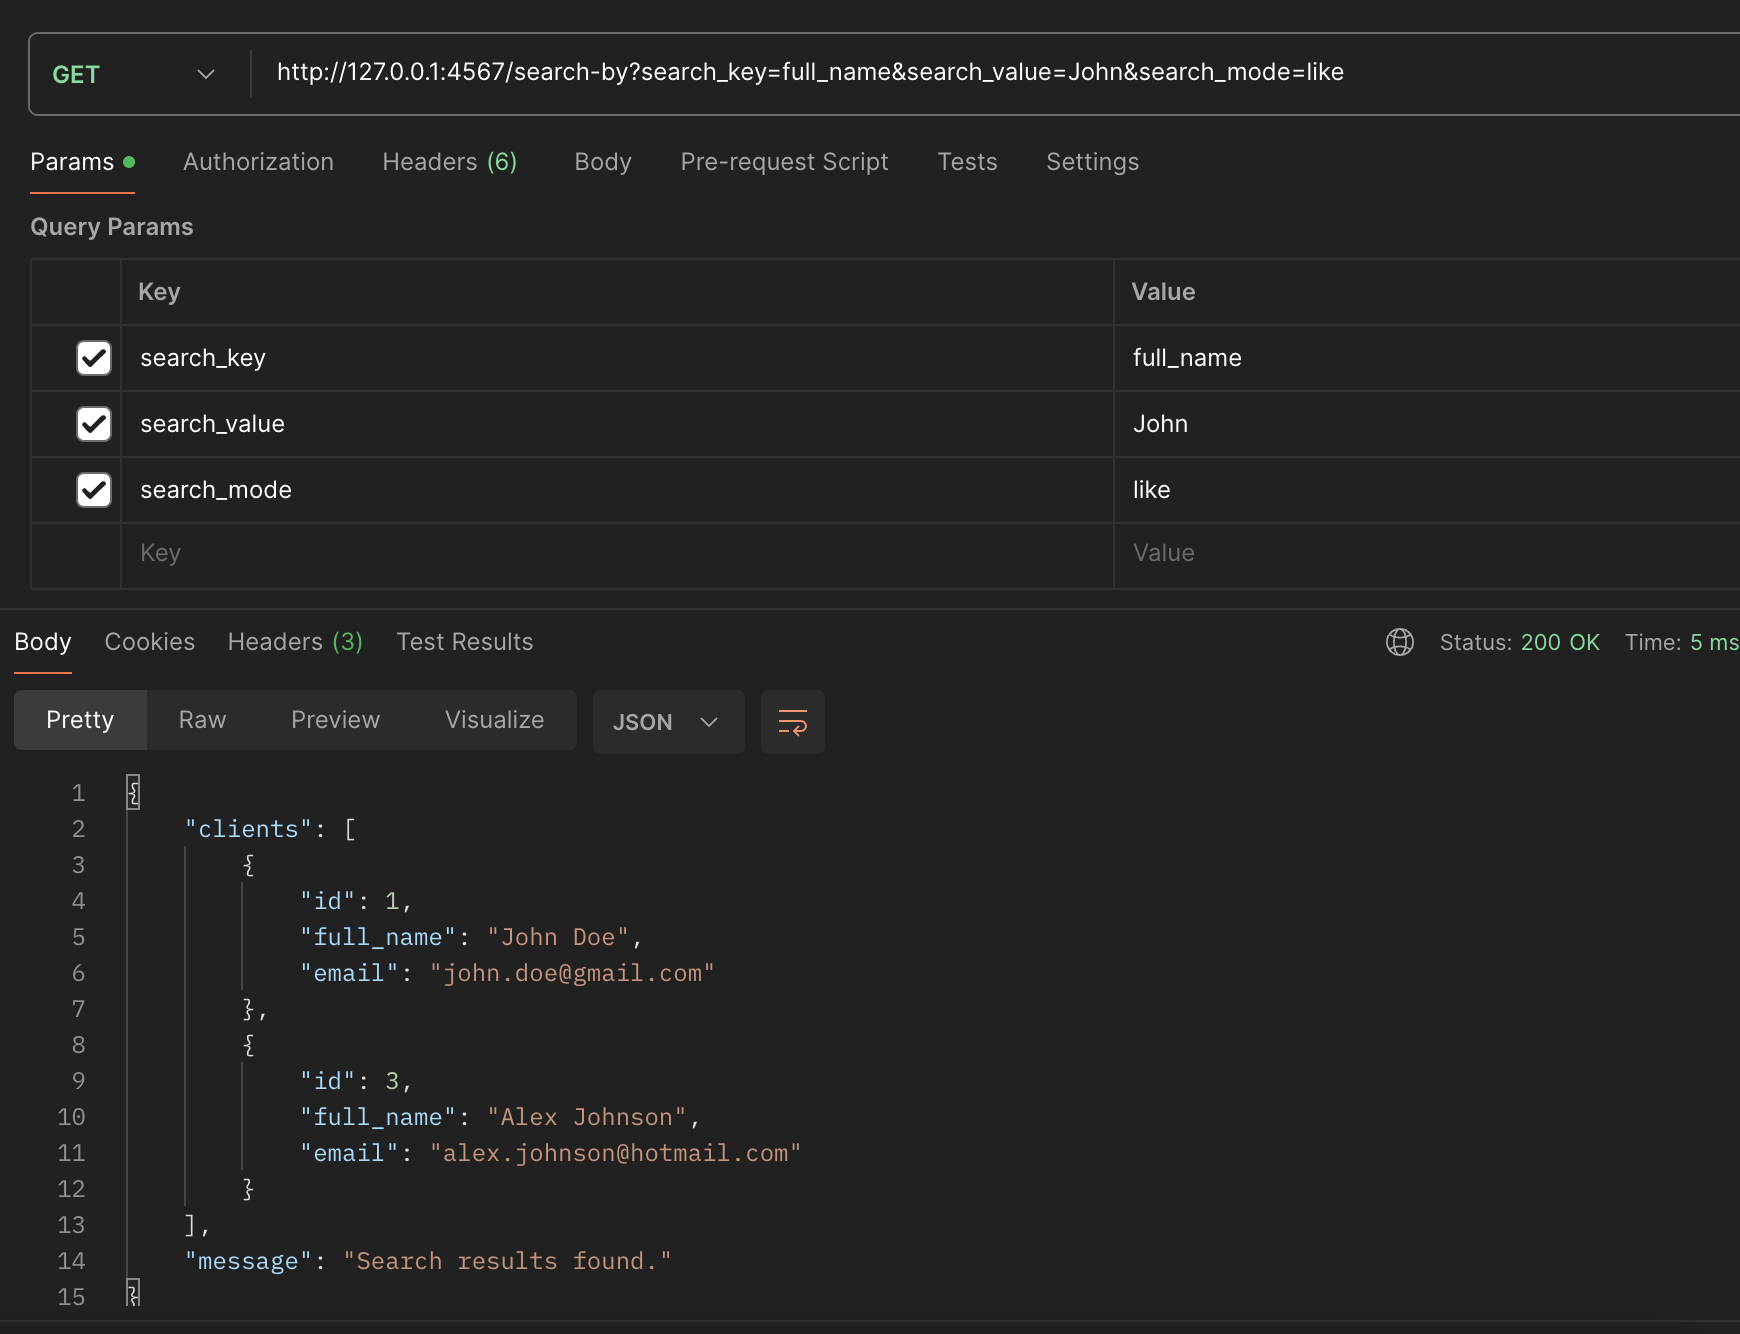 GET http://127.0.0.1:4567/search-by?search_key=full_name&search_value=John&search_mode=like
Params Authorization Headers (6) Body Pre-request Script Tests Settings
Query Params
Key Value
search_key full_name
search_value John
search_mode like
Key Value
Body Cookies Headers (3) Test Results Status: 200 OK Time: 5 ms
Pretty Raw Preview Visualize JSON
1 {
2 "clients": [
3 {
4 "id": 1,
5 "full_name": "John Doe",
6 "email": "john.doe@gmail.com"
7 },
8 {
9 "id": 3,
10 "full_name": "Alex Johnson",
11 "email": "alex.johnson@hotmail.com"
12 }
13 ],
14 "message": "Search results found."
15 }